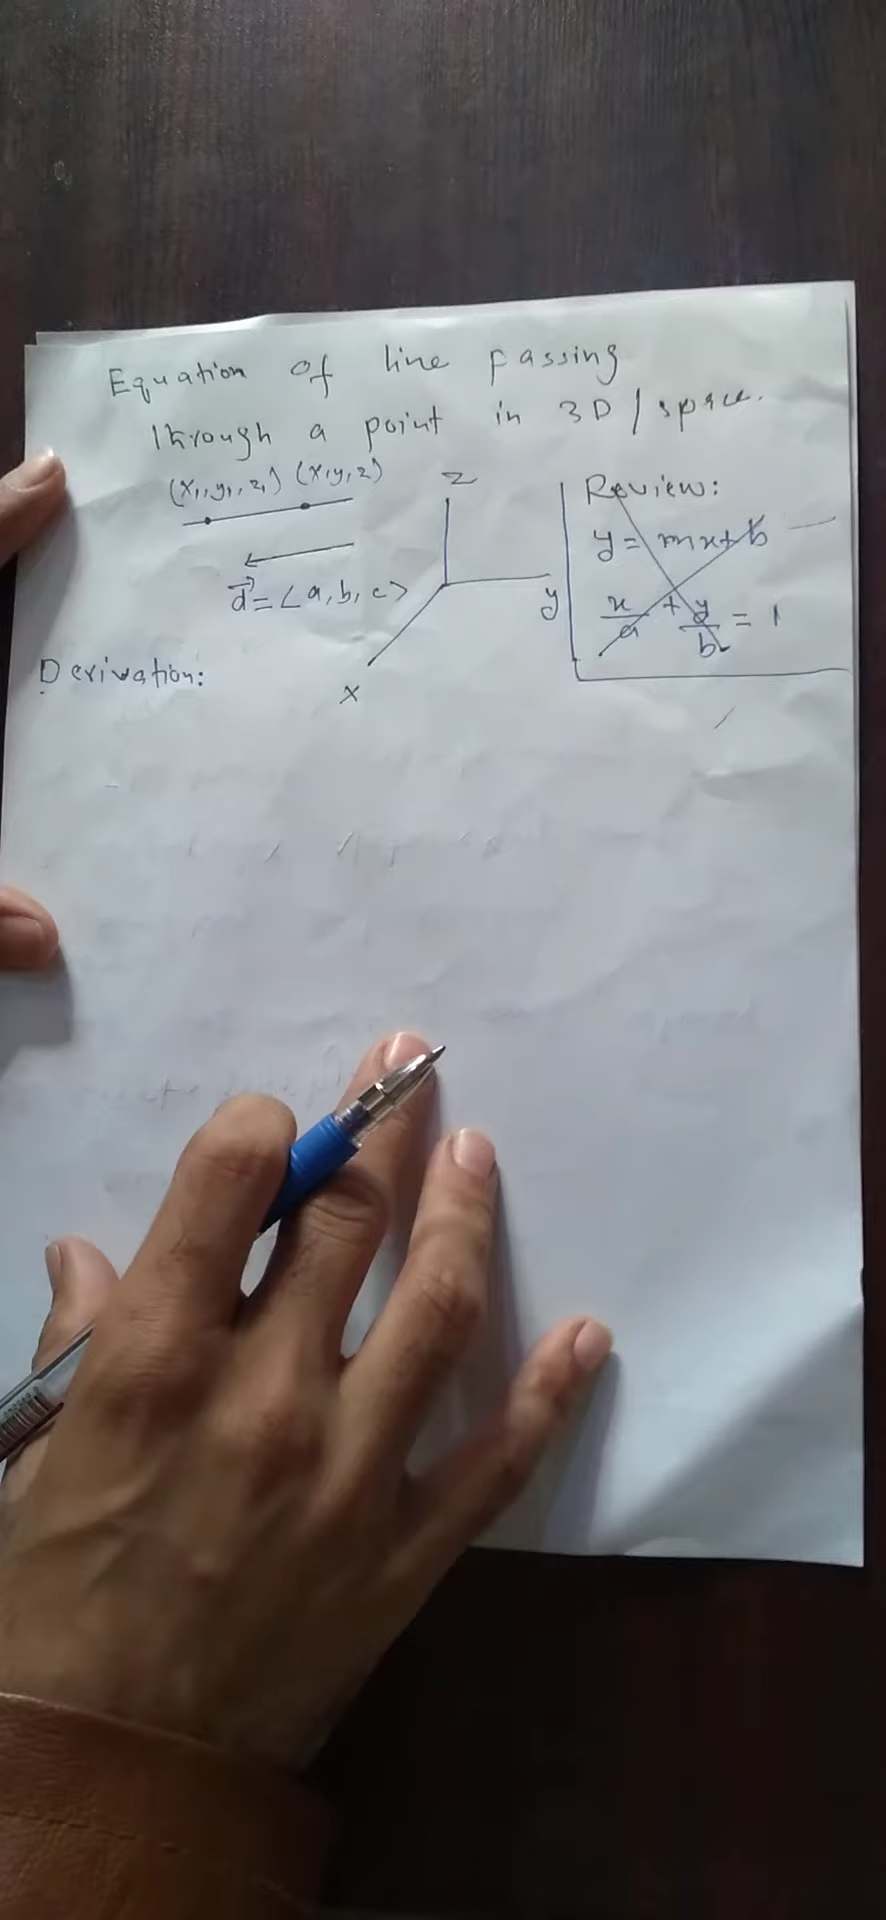 Equation of line passing
through a point in 3D / space.
(x₁, y₁, z₁) (x, y, z)
d⃗ = <a, b, c>
z
y
x
Review:
y = mx + b
x/a + y/b = 1
Derivation: